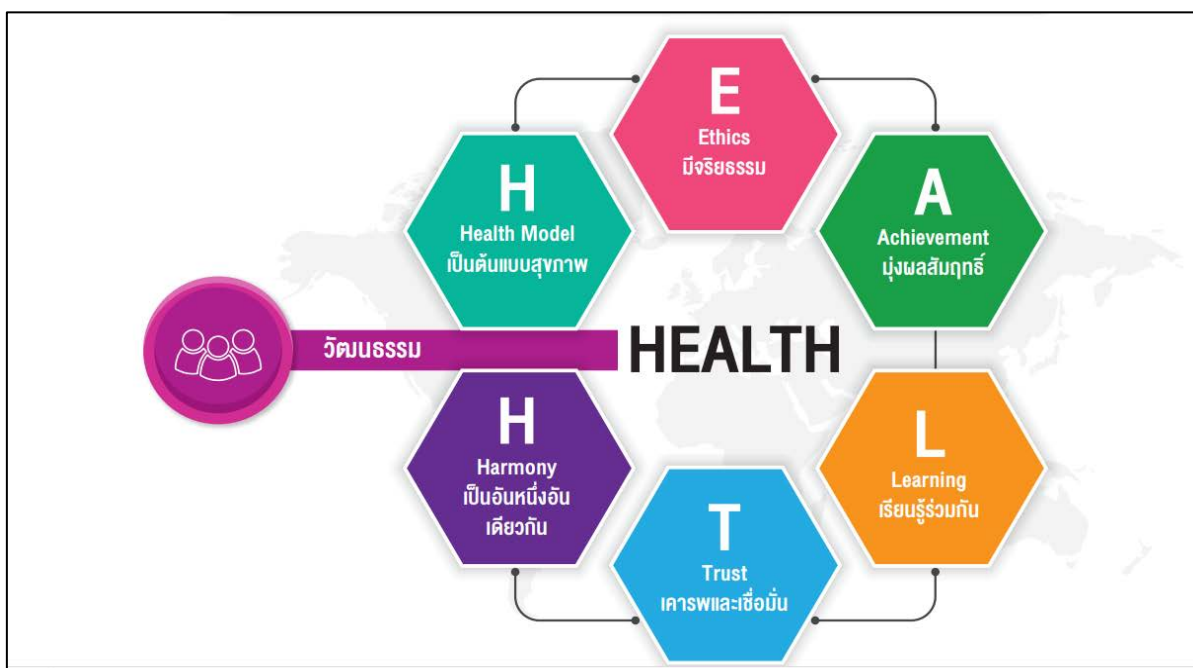 วัฒนธรรม
HEALTH
H
Health Model
เป็นต้นแบบสุขภาพ
E
Ethics
มีจริยธรรม
A
Achievement
มุ่งผลสัมฤทธิ์
L
Learning
เรียนรู้ร่วมกัน
T
Trust
เคารพและเชื่อมั่น
H
Harmony
เป็นอันหนึ่งอัน
เดียวกัน